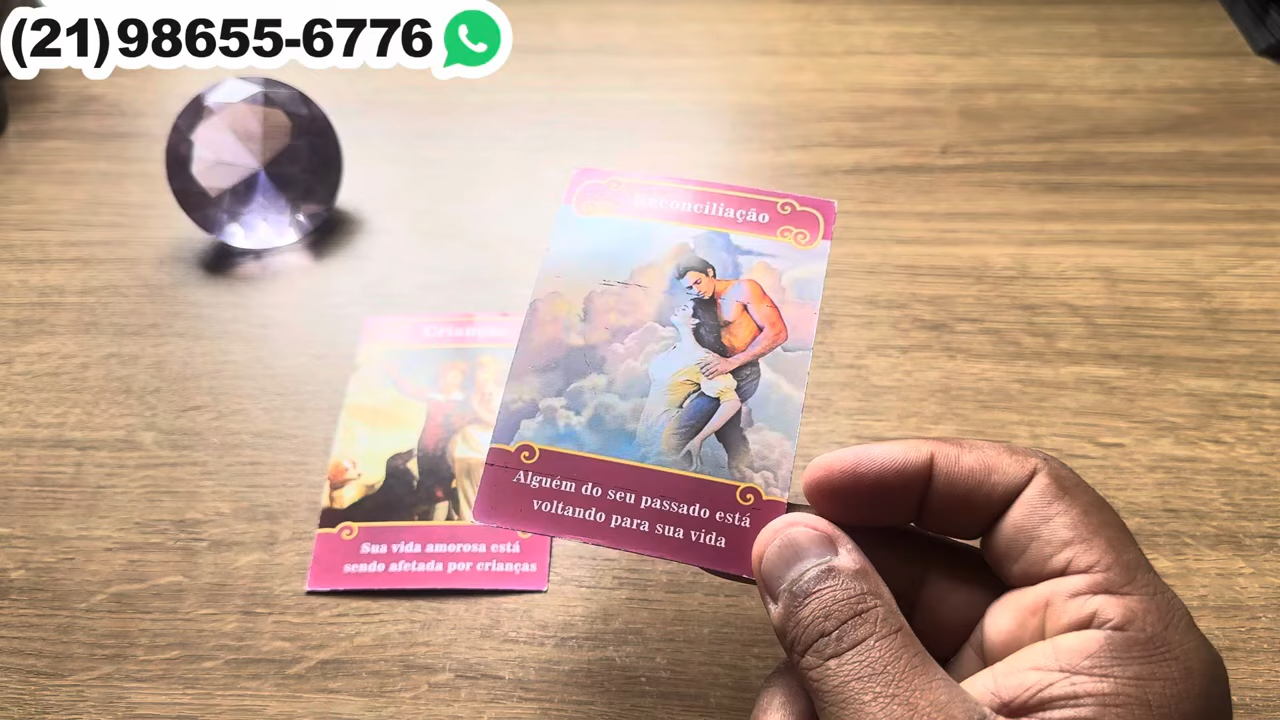 (21)98655-6776
Reconciliação
Alguém do seu passado está
voltando para sua vida
Crianças
Sua vida amorosa está
sendo afetada por crianças